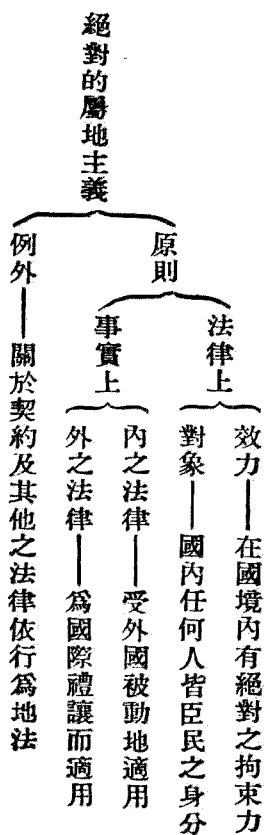 絕對的屬地主義
原則
法律上
效力——在國境內有絕對之拘束力
對象——國內任何人皆臣民之身分
事實上
內之法律——受外國被動地適用
外之法律——爲國際禮讓而適用
例外——關於契約及其他之法律依行爲地法